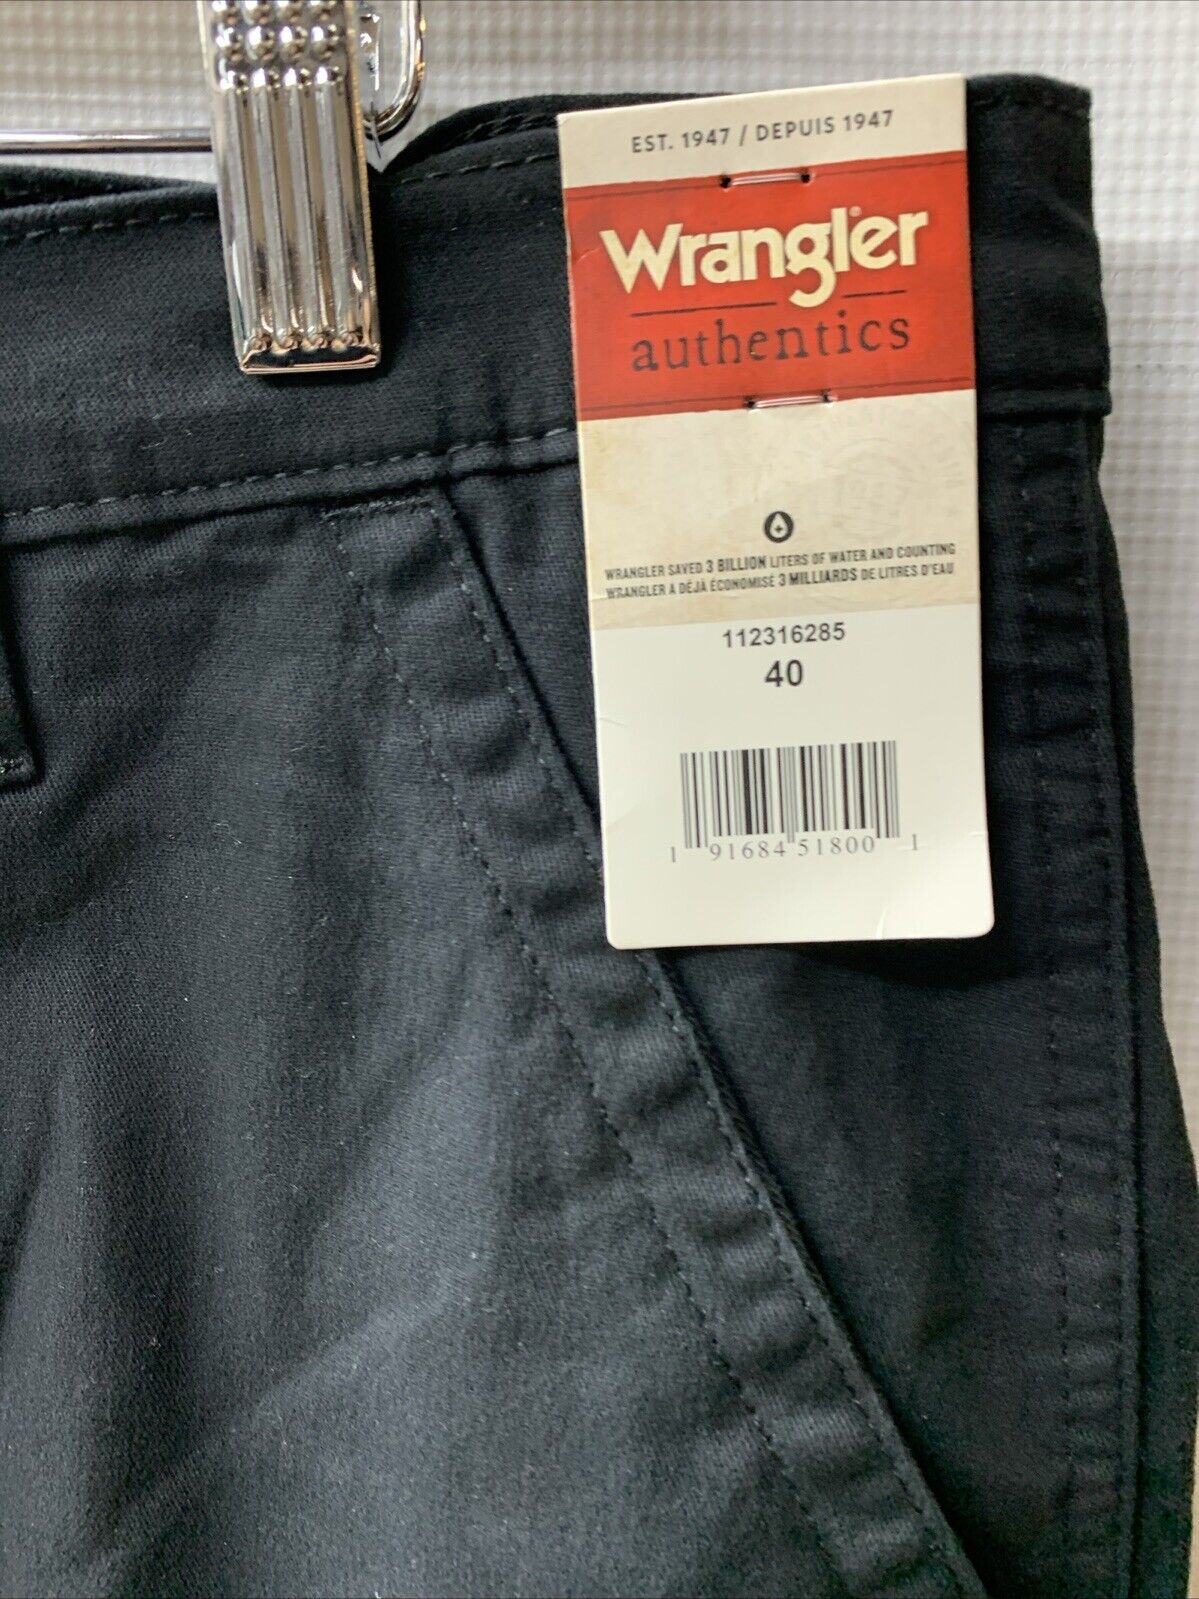 EST. 1947 / DEPUIS 1947
Wrangler®
authentics
WRANGLER SAVED 3 BILLION LITERS OF WATER AND COUNTING
WRANGLER A DÉJÀ ÉCONOMISÉ 3 MILLIARDS DE LITRES D'EAU
112316285
40
1 91684 51800 1